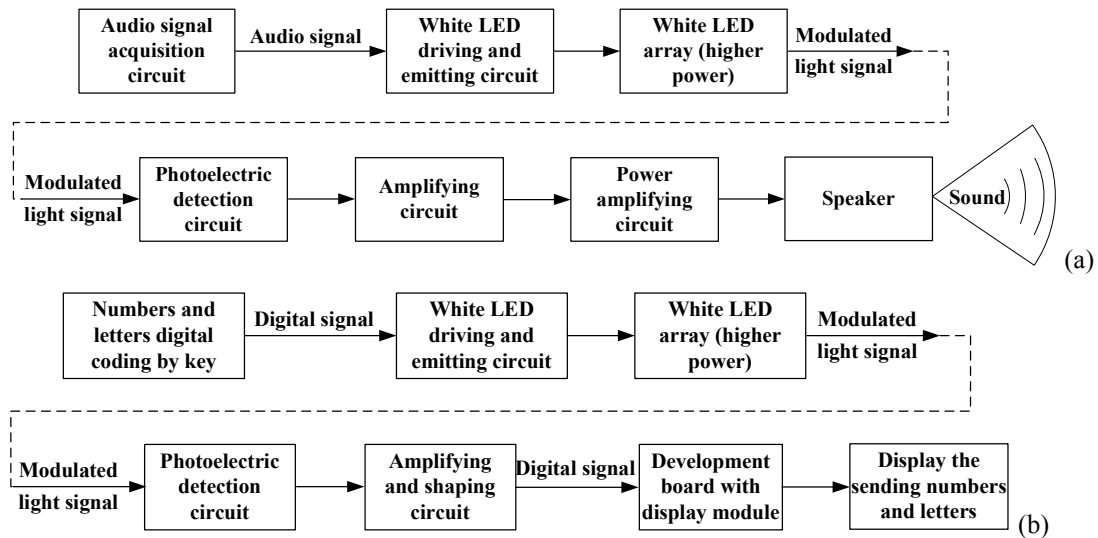 Audio signal
acquisition
circuit
Audio signal
White LED
driving and
emitting circuit
White LED
array (higher
power)
Modulated
light signal
Modulated
light signal
Photoelectric
detection
circuit
Amplifying
circuit
Power
amplifying
circuit
Speaker
Sound
(a)
Numbers and
letters digital
coding by key
Digital signal
White LED
driving and
emitting circuit
White LED
array (higher
power)
Modulated
light signal
Modulated
light signal
Photoelectric
detection
circuit
Amplifying
and shaping
circuit
Digital signal
Development
board with
display module
Display the
sending numbers
and letters
(b)